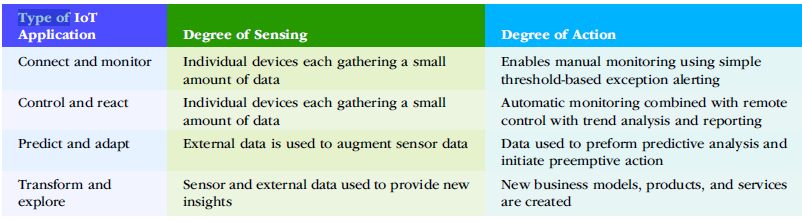 Type of IoT
Application
Degree of Sensing
Degree of Action
Connect and monitor
Individual devices each gathering a small
amount of data
Enables manual monitoring using simple
threshold-based exception alerting
Control and react
Individual devices each gathering a small
amount of data
Automatic monitoring combined with remote
control with trend analysis and reporting
Predict and adapt
External data is used to augment sensor data
Data used to preform predictive analysis and
initiate preemptive action
Transform and
explore
Sensor and external data used to provide new
insights
New business models, products, and services
are created